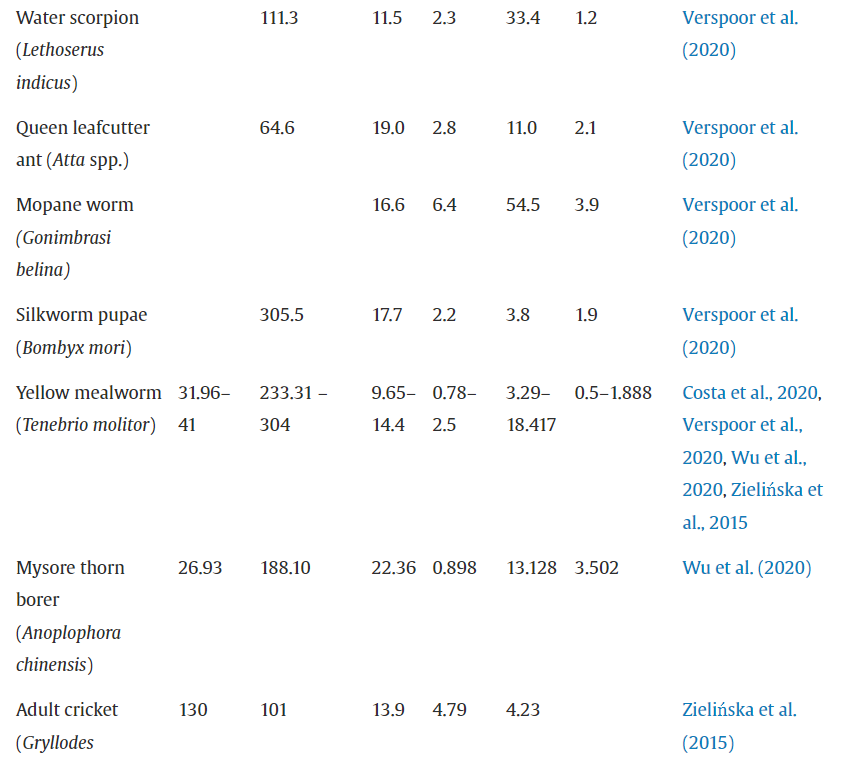 Water scorpion 111.3 11.5 2.3 33.4 1.2 Verspoor et al.
(Lethoserus (2020)
indicus)
Queen leafcutter 64.6 19.0 2.8 11.0 2.1 Verspoor et al.
ant (Atta spp.) (2020)
Mopane worm 16.6 6.4 54.5 3.9 Verspoor et al.
(Gonimbrasi (2020)
belina)
Silkworm pupae 305.5 17.7 2.2 3.8 1.9 Verspoor et al.
(Bombyx mori) (2020)
Yellow mealworm 31.96– 233.31 – 9.65– 0.78– 3.29– 0.5–1.888 Costa et al., 2020,
(Tenebrio molitor) 41 304 14.4 2.5 18.417 Verspoor et al.,
2020, Wu et al.,
2020, Zielińska et
al., 2015
Mysore thorn 26.93 188.10 22.36 0.898 13.128 3.502 Wu et al. (2020)
borer
(Anoplophora
chinensis)
Adult cricket 130 101 13.9 4.79 4.23 Zielińska et al.
(Gryllodes (2015)